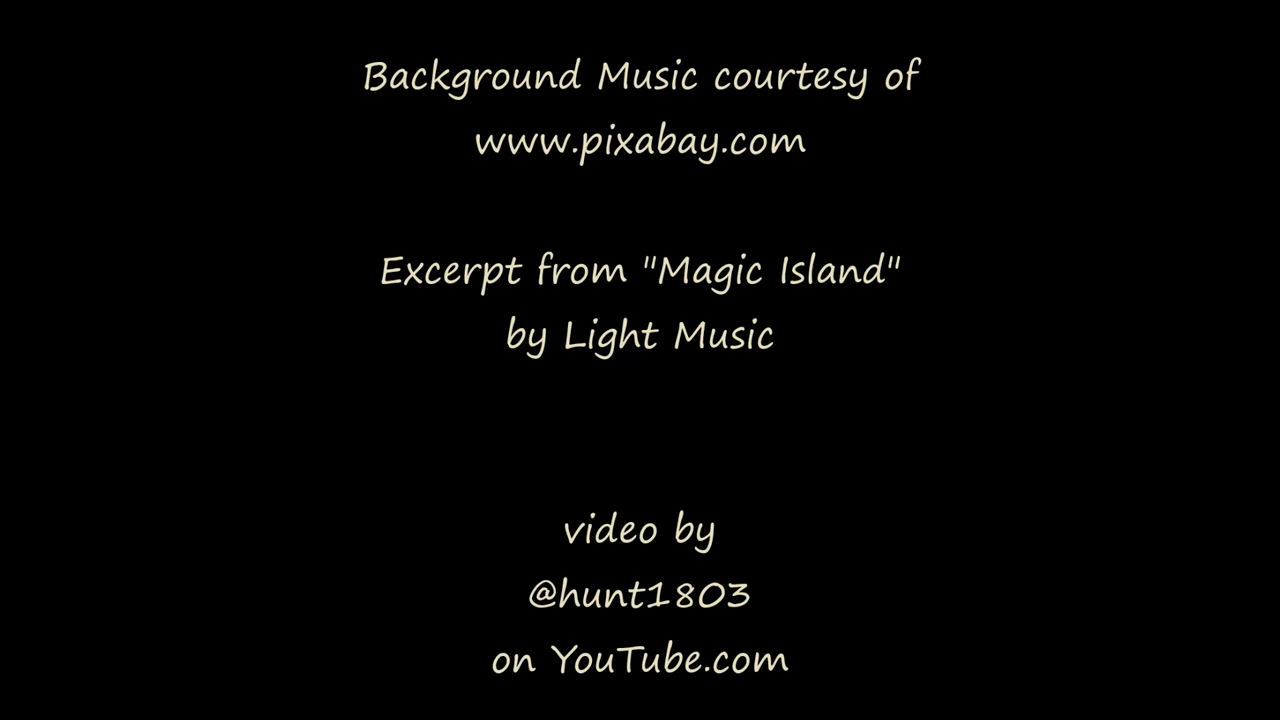 Background Music courtesy of
www.pixabay.com
Excerpt from "Magic Island"
by Light Music
video by
@hunt1803
on YouTube.com